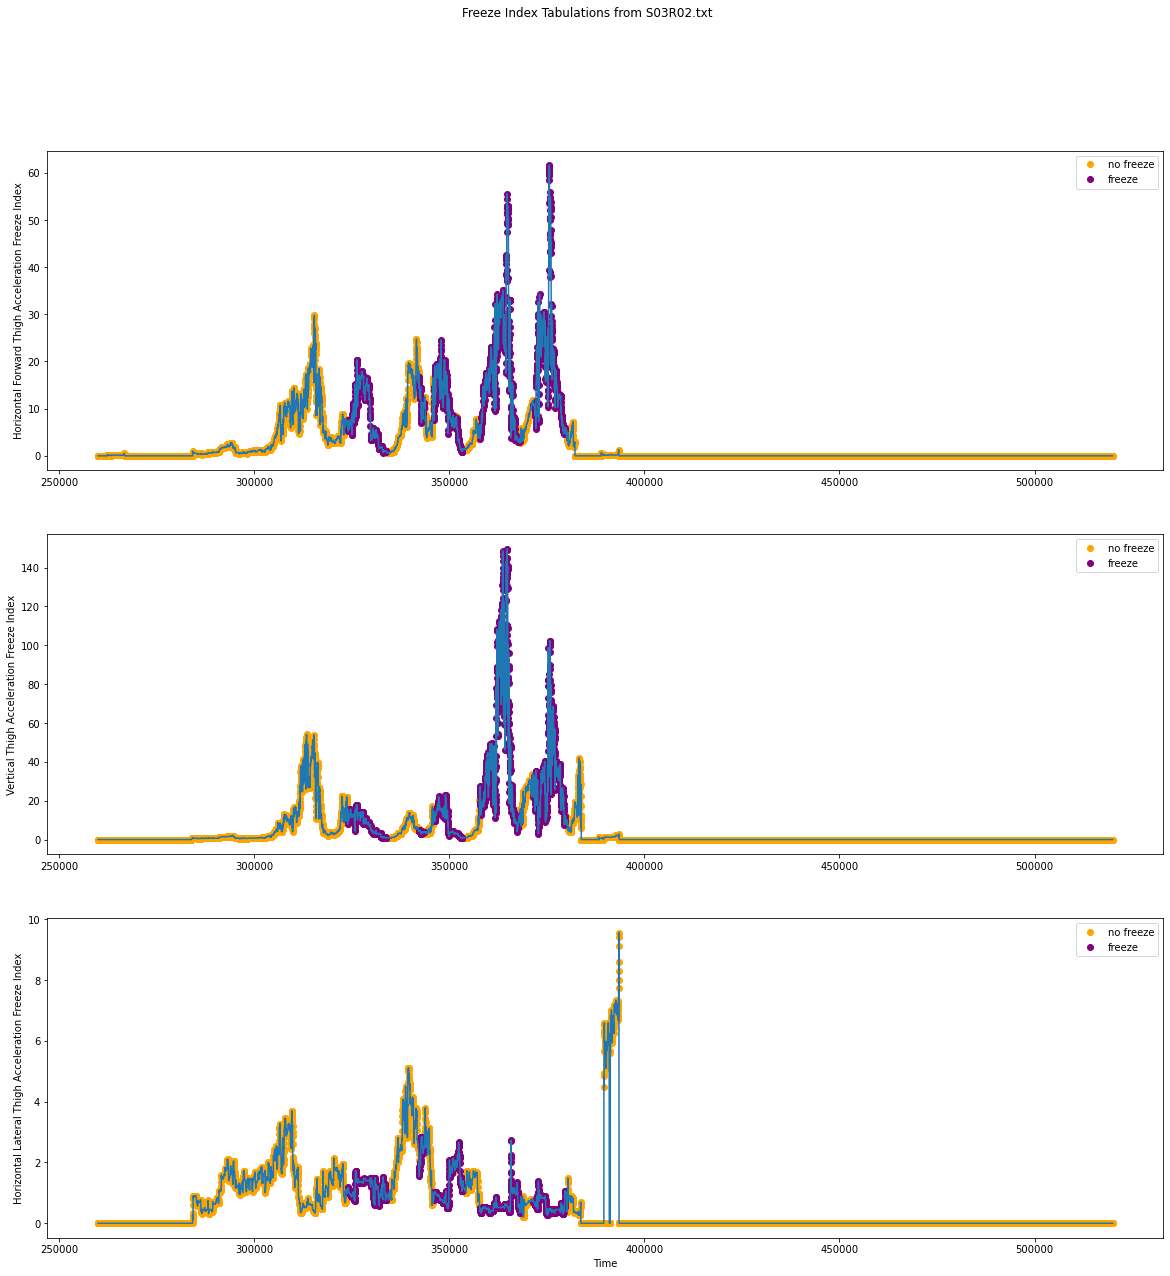 Freeze Index Tabulations from S03R02.txt
Horizontal Forward Thigh Acceleration Freeze Index
60
50
40
30
20
10
0
no freeze
freeze
250000 300000 350000 400000 450000 500000
Vertical Thigh Acceleration Freeze Index
140
120
100
80
60
40
20
0
no freeze
freeze
250000 300000 350000 400000 450000 500000
Horizontal Lateral Thigh Acceleration Freeze Index
10
8
6
4
2
0
no freeze
freeze
250000 300000 350000 400000 450000 500000
Time